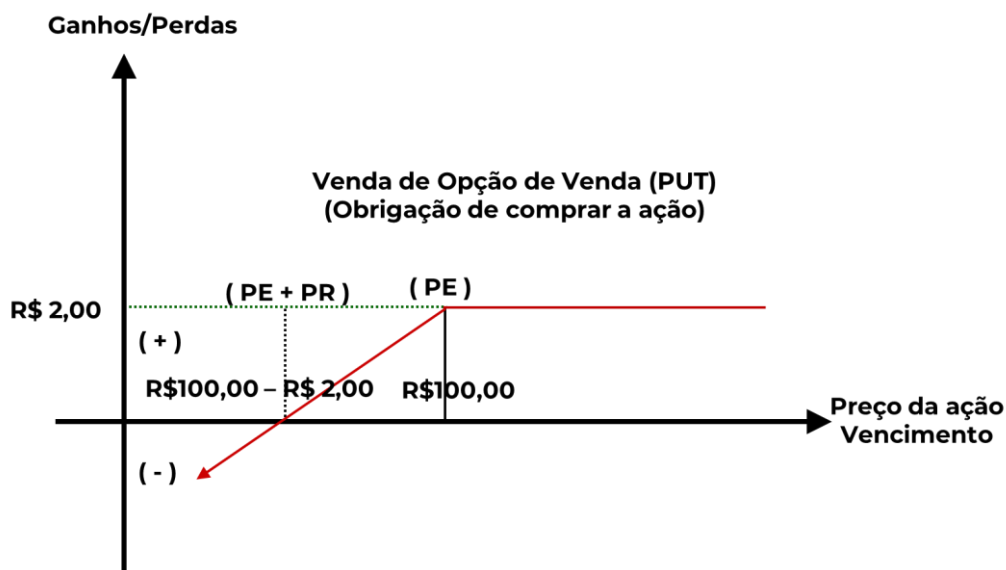 Ganhos/Perdas
Venda de Opção de Venda (PUT)
(Obrigação de comprar a ação)
( PE + PR )
( PE )
R$ 2,00
( + )
R$100,00 – R$ 2,00
R$100,00
Preço da ação
Vencimento
( - )